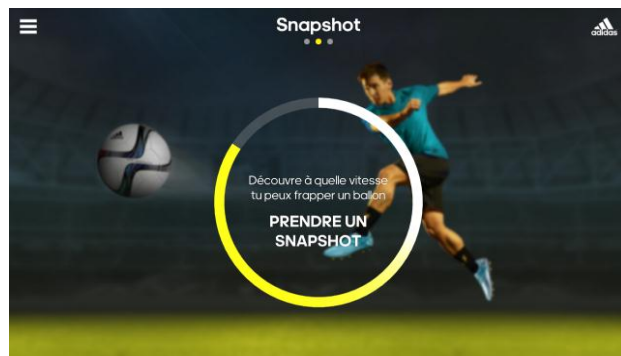 Snapshot
adidas
Découvre à quelle vitesse
tu peux frapper un ballon
PRENDRE UN
SNAPSHOT